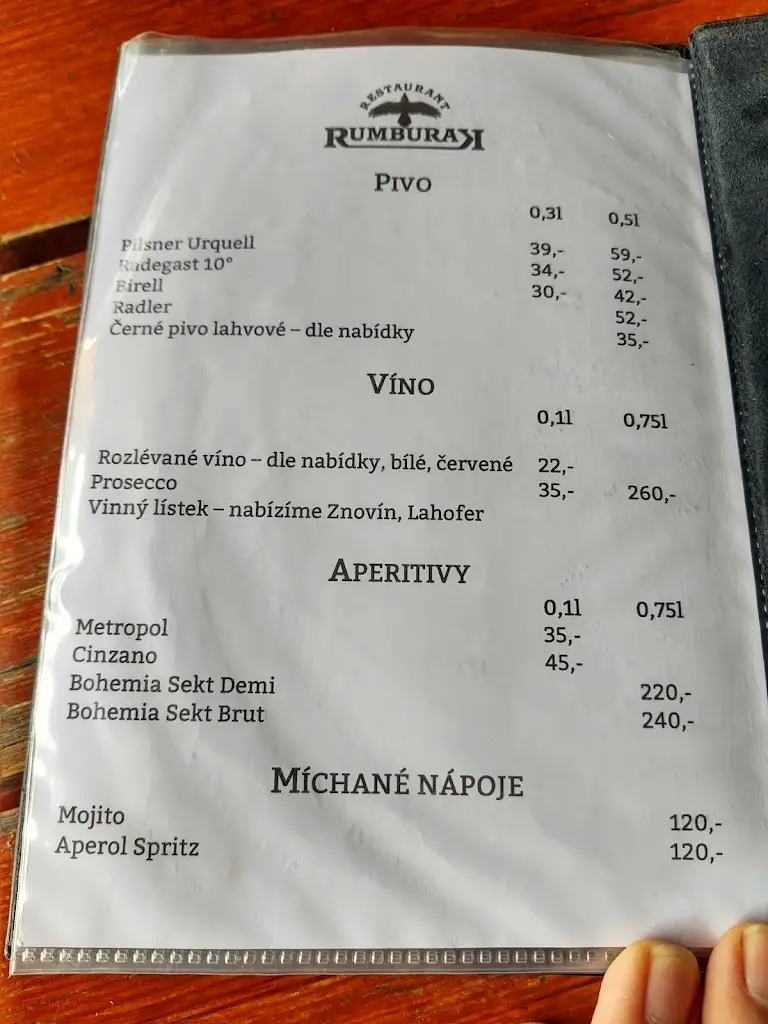 RESTAURANT
RUMBURAK
PIVO
0,3l 0,5l
Pilsner Urquell 39,- 59,-
Radegast 10° 34,- 52,-
Birell 30,- 42,-
Radler 52,-
Černé pivo lahvové – dle nabídky 35,-
VÍNO
0,1l 0,75l
Rozlévané víno – dle nabídky, bílé, červené 22,-
Prosecco 35,- 260,-
Vinný lístek – nabízíme Znovín, Lahofer
APERITIVY
0,1l 0,75l
Metropol 35,-
Cinzano 45,-
Bohemia Sekt Demi 220,-
Bohemia Sekt Brut 240,-
MÍCHANÉ NÁPOJE
Mojito 120,-
Aperol Spritz 120,-